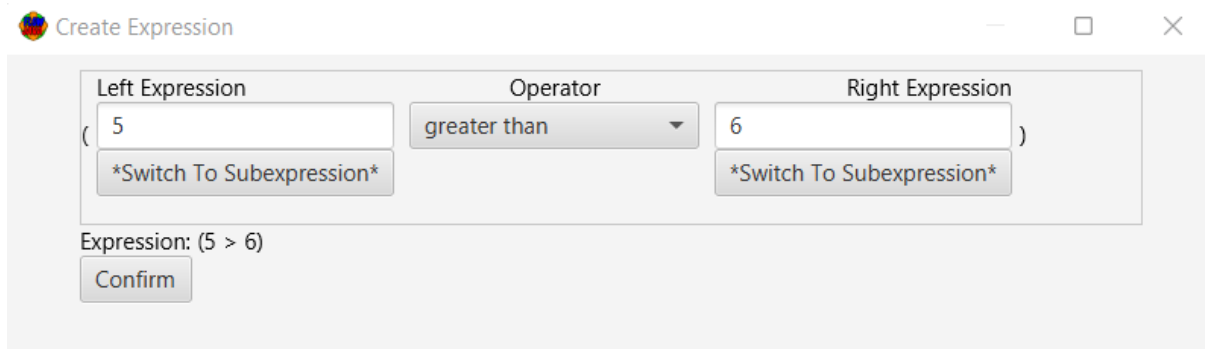 Create Expression
Left Expression Operator Right Expression
( 5 greater than 6 )
*Switch To Subexpression* *Switch To Subexpression*
Expression: (5 > 6)
Confirm